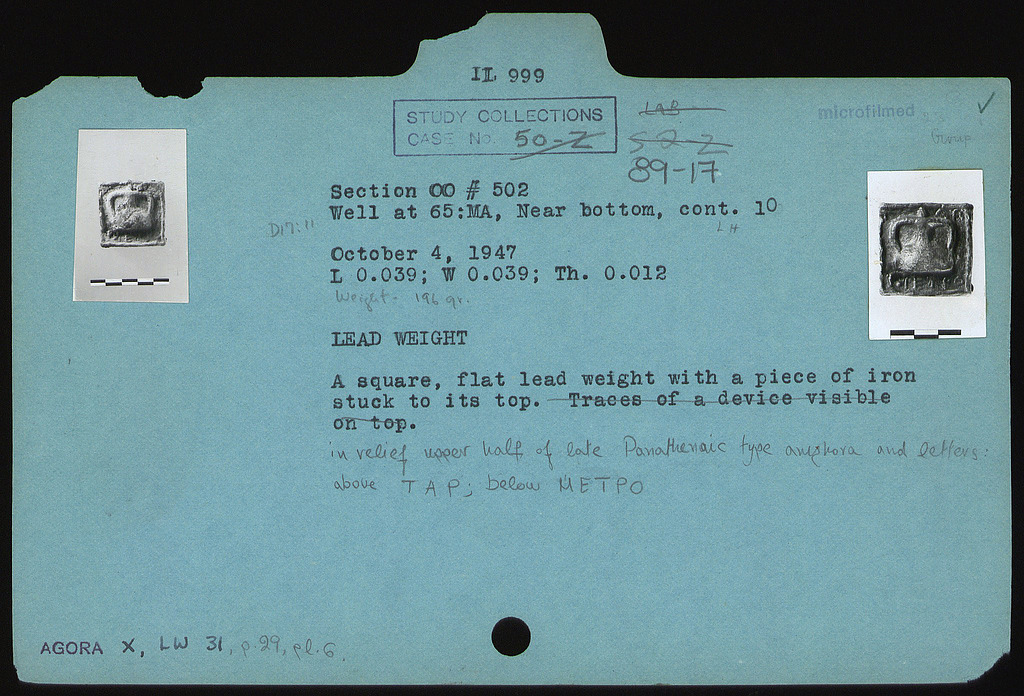 IL 999
STUDY COLLECTIONS
CASE No. 50-Z
LAB
S 2 Z
89-17
microfilmed
Group
Section OO # 502
Well at 65:MA, Near bottom, cont. 10
D17:11
LH
October 4, 1947
L 0.039; W 0.039; Th. 0.012
Weight - 196 gr.
LEAD WEIGHT
A square, flat lead weight with a piece of iron
stuck to its top. Traces of a device visible
on top.
in relief upper half of late Panathenaic type amphora and letters:
above TAP; below METPO
AGORA X, LW 31, p.29, pl.6.